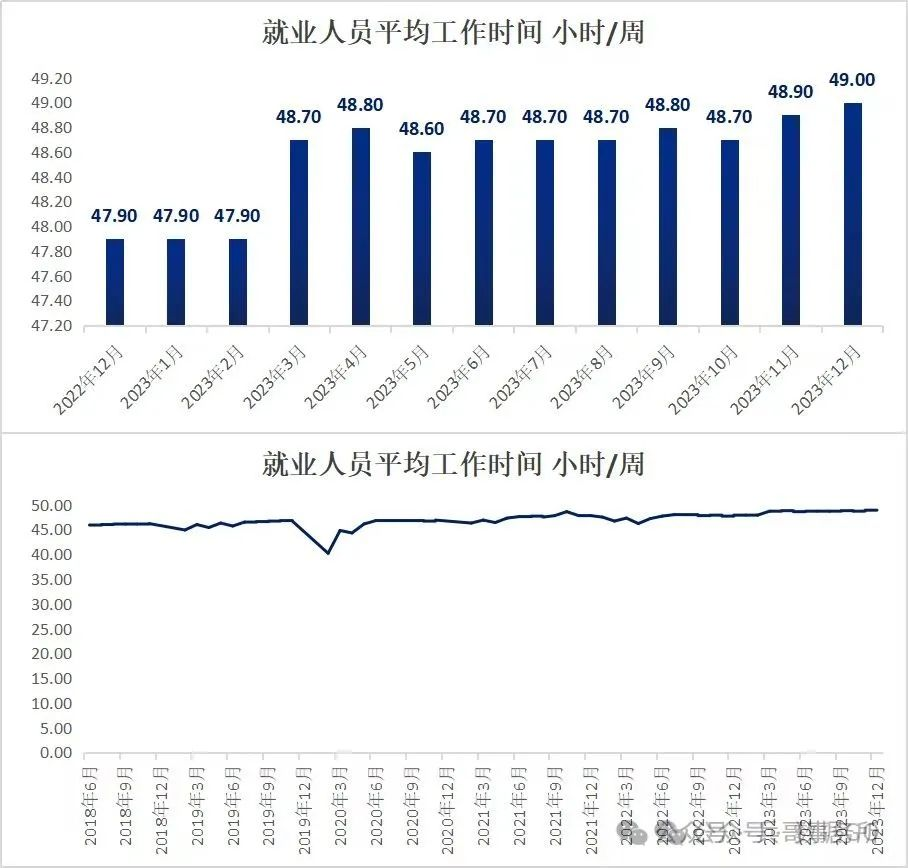 就业人员平均工作时间 小时/周
49.20
49.00
48.80
48.60
48.40
48.20
48.00
47.80
47.60
47.40
47.20
47.90
47.90
47.90
48.70
48.80
48.60
48.70
48.70
48.70
48.80
48.70
48.90
49.00
2022年12月
2023年1月
2023年2月
2023年3月
2023年4月
2023年5月
2023年6月
2023年7月
2023年8月
2023年9月
2023年10月
2023年11月
2023年12月
就业人员平均工作时间 小时/周
50.00
45.00
40.00
35.00
30.00
25.00
20.00
15.00
10.00
5.00
0.00
2018年6月
2018年9月
2018年12月
2019年3月
2019年6月
2019年9月
2019年12月
2020年3月
2020年6月
2020年9月
2020年12月
2021年3月
2021年6月
2021年9月
2021年12月
2022年3月
2022年6月
2022年9月
2022年12月
2023年3月
2023年6月
2023年9月
2023年12月